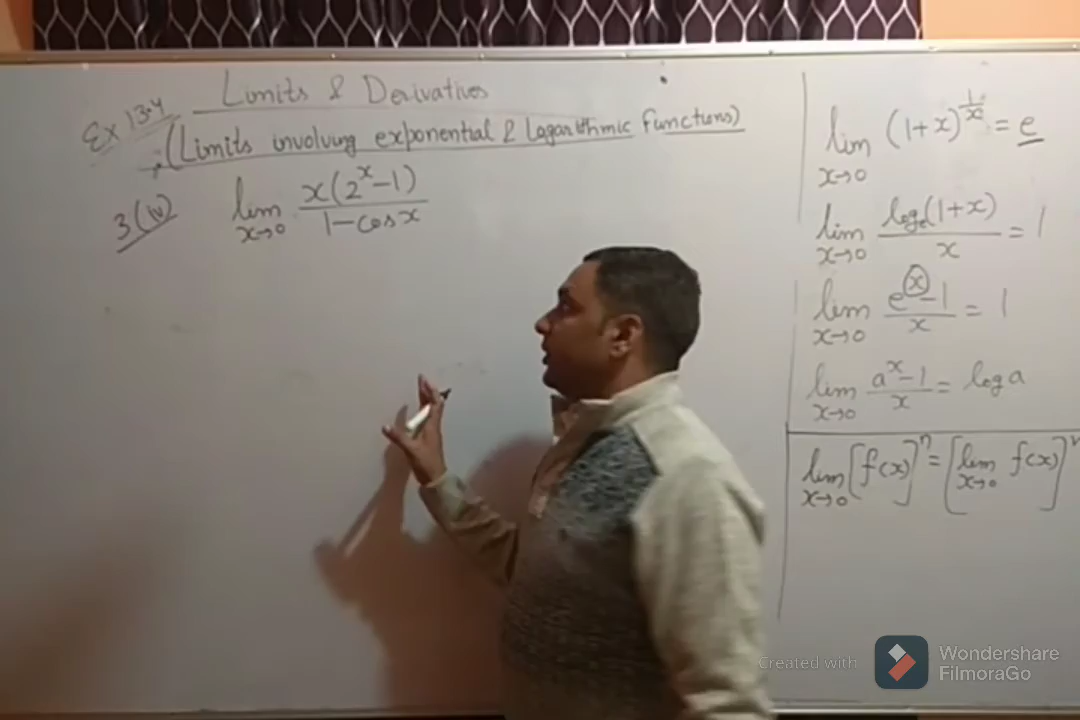 Limits & Derivatives
Ex 13.4
(Limits involving exponential & Logarithmic Functions)
3(iv) lim x→0 x(2^x-1)/(1-cosx)
lim x→0 (1+x)^(1/x) = e
lim x→0 loge(1+x)/x = 1
lim x→0 (e^x-1)/x = 1
lim x→0 (a^x-1)/x = log a
lim x→0 [f(x)]^n = [lim x→0 f(x)]^n
Created with Wondershare FilmoraGo